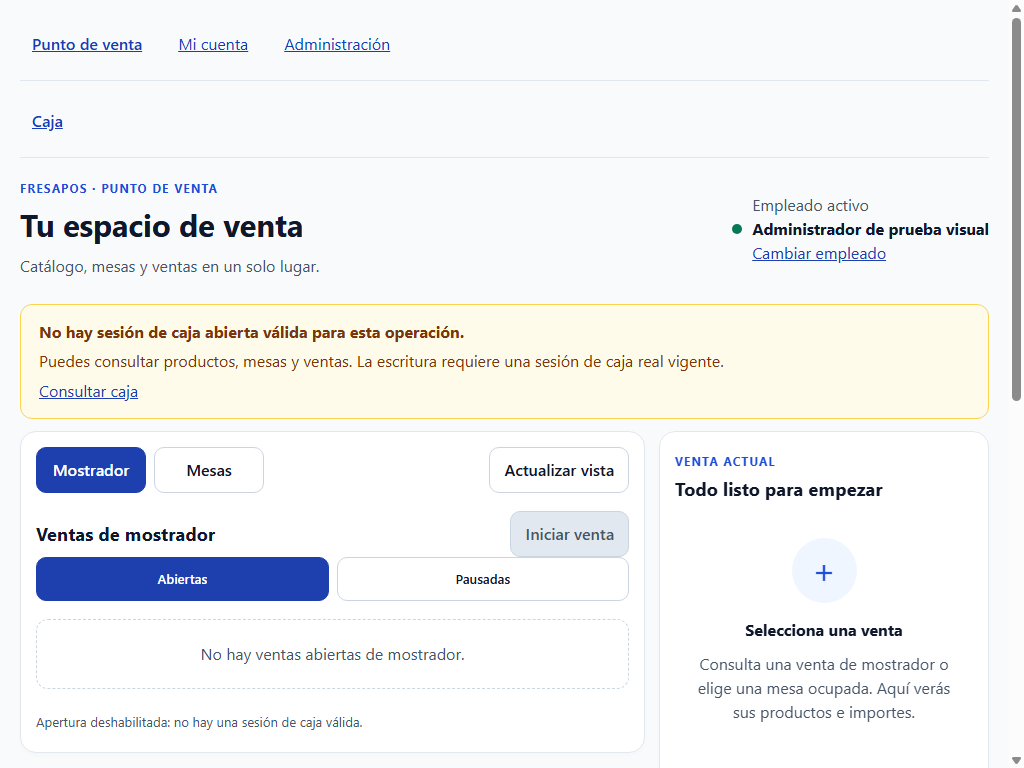 Punto de venta Mi cuenta Administración
Caja
FRESAPOS · PUNTO DE VENTA
Tu espacio de venta
Catálogo, mesas y ventas en un solo lugar.
Empleado activo
Administrador de prueba visual
Cambiar empleado
No hay sesión de caja abierta válida para esta operación.
Puedes consultar productos, mesas y ventas. La escritura requiere una sesión de caja real vigente.
Consultar caja
Mostrador Mesas Actualizar vista
Ventas de mostrador Iniciar venta
Abiertas Pausadas
No hay ventas abiertas de mostrador.
Apertura deshabilitada: no hay una sesión de caja válida.
VENTA ACTUAL
Todo listo para empezar
+
Selecciona una venta
Consulta una venta de mostrador o
elige una mesa ocupada. Aquí verás
sus productos e importes.